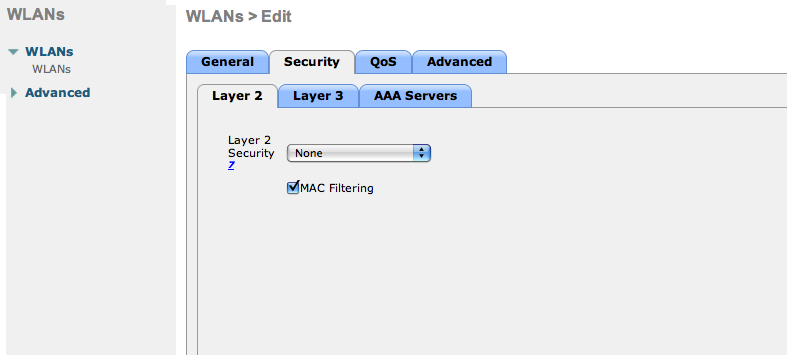 WLANs
WLANs
WLANs
Advanced
WLANs > Edit
General Security QoS Advanced
Layer 2 Layer 3 AAA Servers
Layer 2
Security
None
7
MAC Filtering